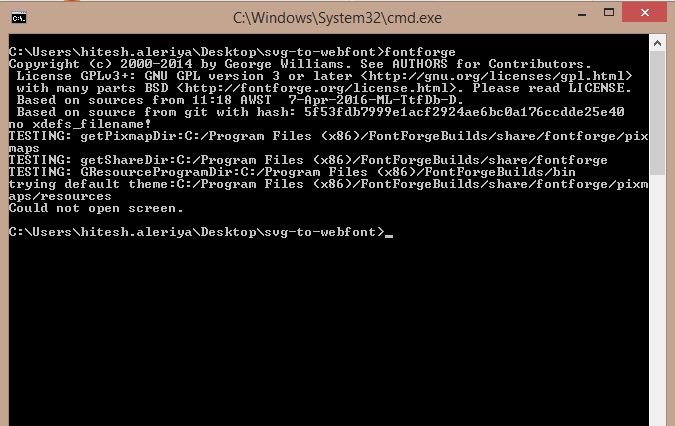 C:\Windows\System32\cmd.exe
C:\Users\hitesh.aleriya\Desktop\svg-to-webfont>fontforge
Copyright (c) 2000-2014 by George Williams. See AUTHORS for Contributors.
 License GPLv3+: GNU GPL version 3 or later <http://gnu.org/licenses/gpl.html>
 with many parts BSD <http://fontforge.org/license.html>. Please read LICENSE.
 Based on sources from 11:18 AWST  7-Apr-2016-ML-TtfDb-D.
 Based on source from git with hash: 5f53fdb7999e1acf2924ae6bc0a176ccdde25e40
no xdefs_filename!
TESTING: getPixmapDir:C:/Program Files (x86)/FontForgeBuilds/share/fontforge/pix
maps
TESTING: getShareDir:C:/Program Files (x86)/FontForgeBuilds/share/fontforge
TESTING: GResourceProgramDir:C:/Program Files (x86)/FontForgeBuilds/bin
trying default theme:C:/Program Files (x86)/FontForgeBuilds/share/fontforge/pixm
aps/resources
Could not open screen.
C:\Users\hitesh.aleriya\Desktop\svg-to-webfont>_